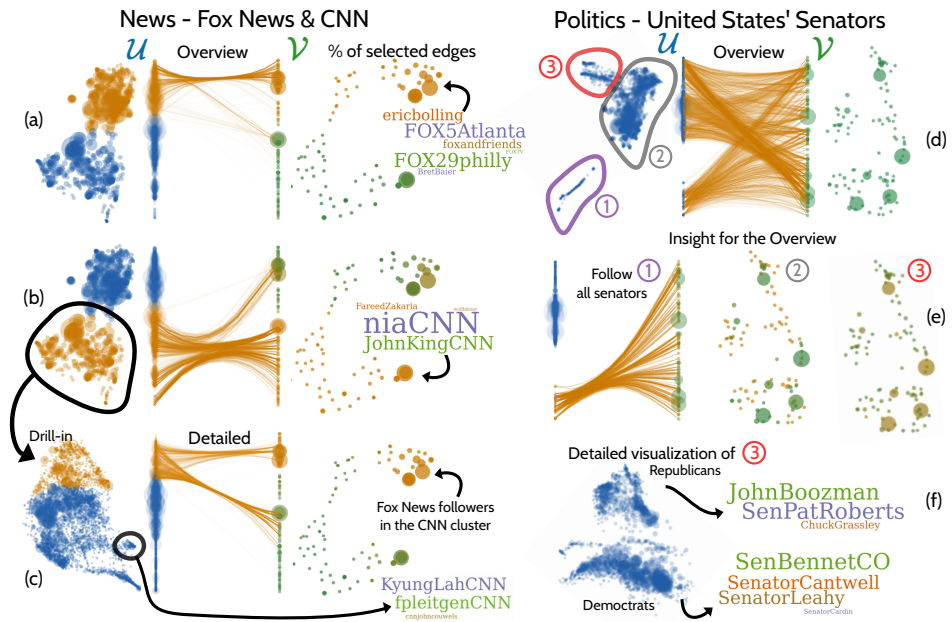 News - Fox News & CNN
U
Overview
V
% of selected edges
(a)
ericbolling
FOX5Atlanta
foxandfriends
FOXTV
FOX29philly
BretBaier
(b)
FareedZakaria
niaCNN
JohnKingCNN
Drill-in
Detailed
Fox News followers
in the CNN cluster
(c)
KyungLahCNN
fpleitgenCNN
cnnjohncouwels
Politics - United States' Senators
U
Overview
V
3
2
1
(d)
Insight for the Overview
Follow 1
all senators
2
3
(e)
Detailed visualization of 3
Republicans
JohnBoozman
SenPatRoberts
ChuckGrassley
(f)
SenBennetCO
SenatorCantwell
SenatorLeahy
SenatorCardin
Democtrats